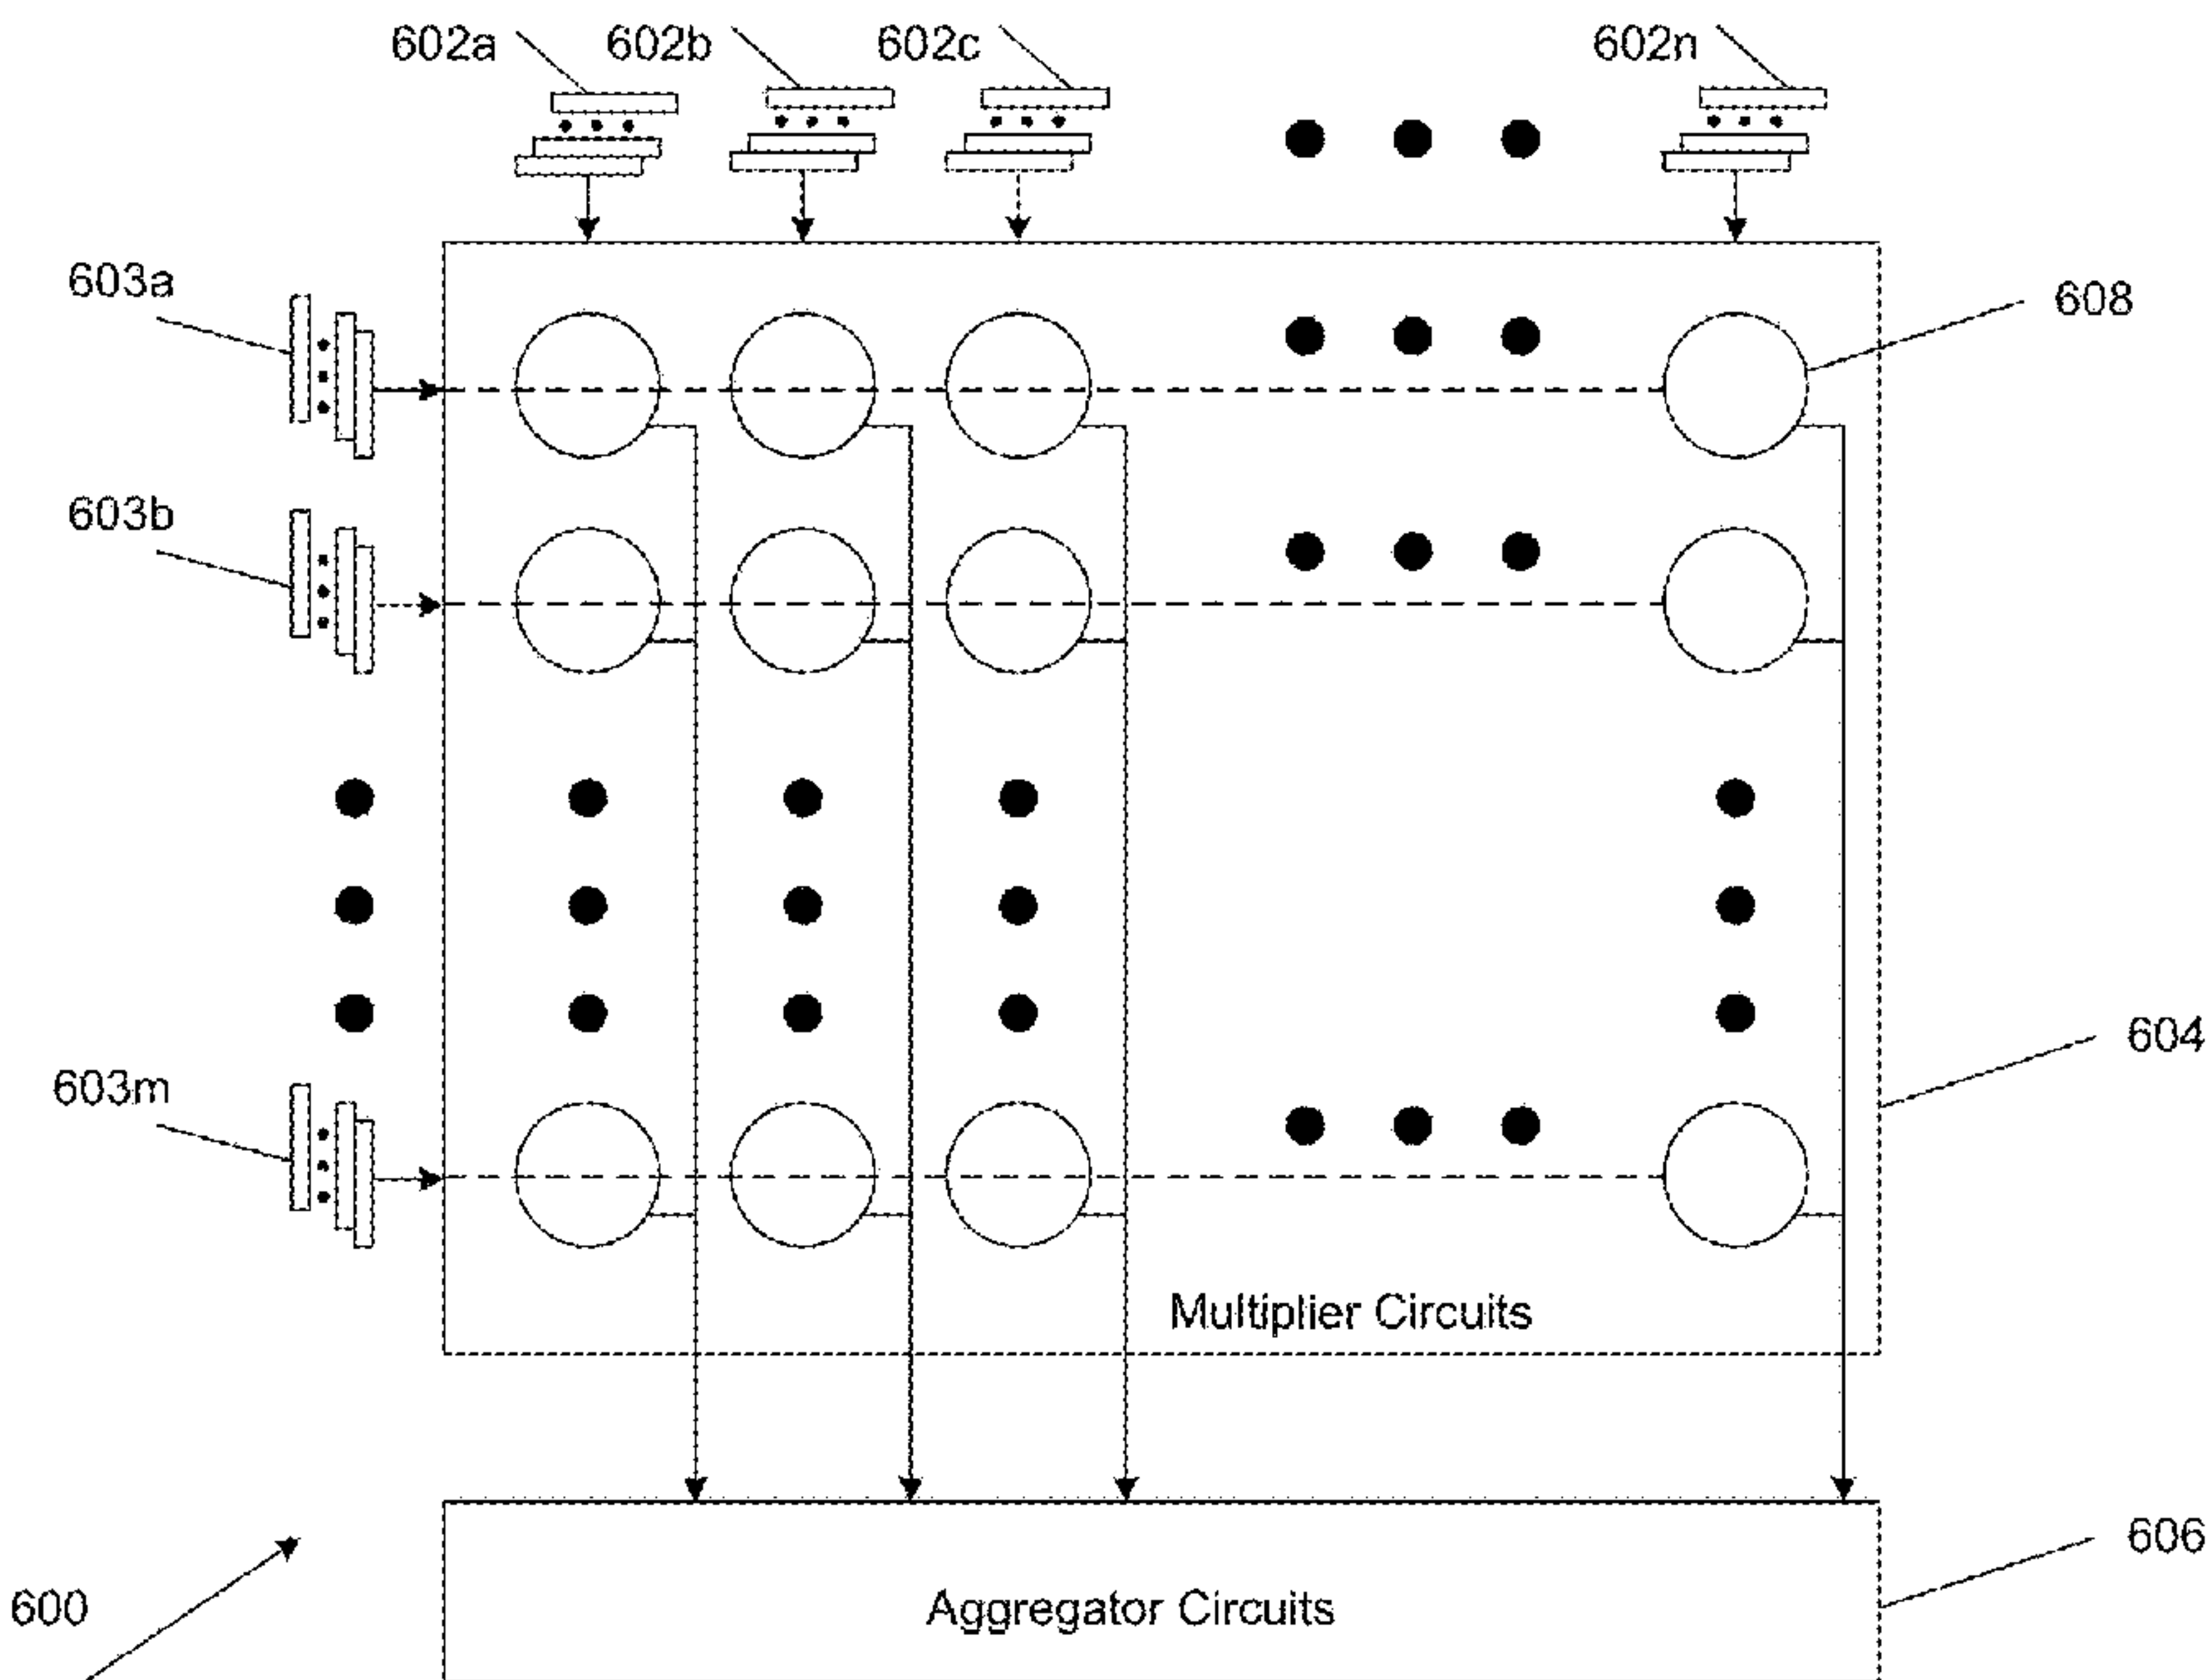 602a
602b
602c
602n
603a
608
603b
604
603m
Multiplier Circuits
606
600
Aggregator Circuits